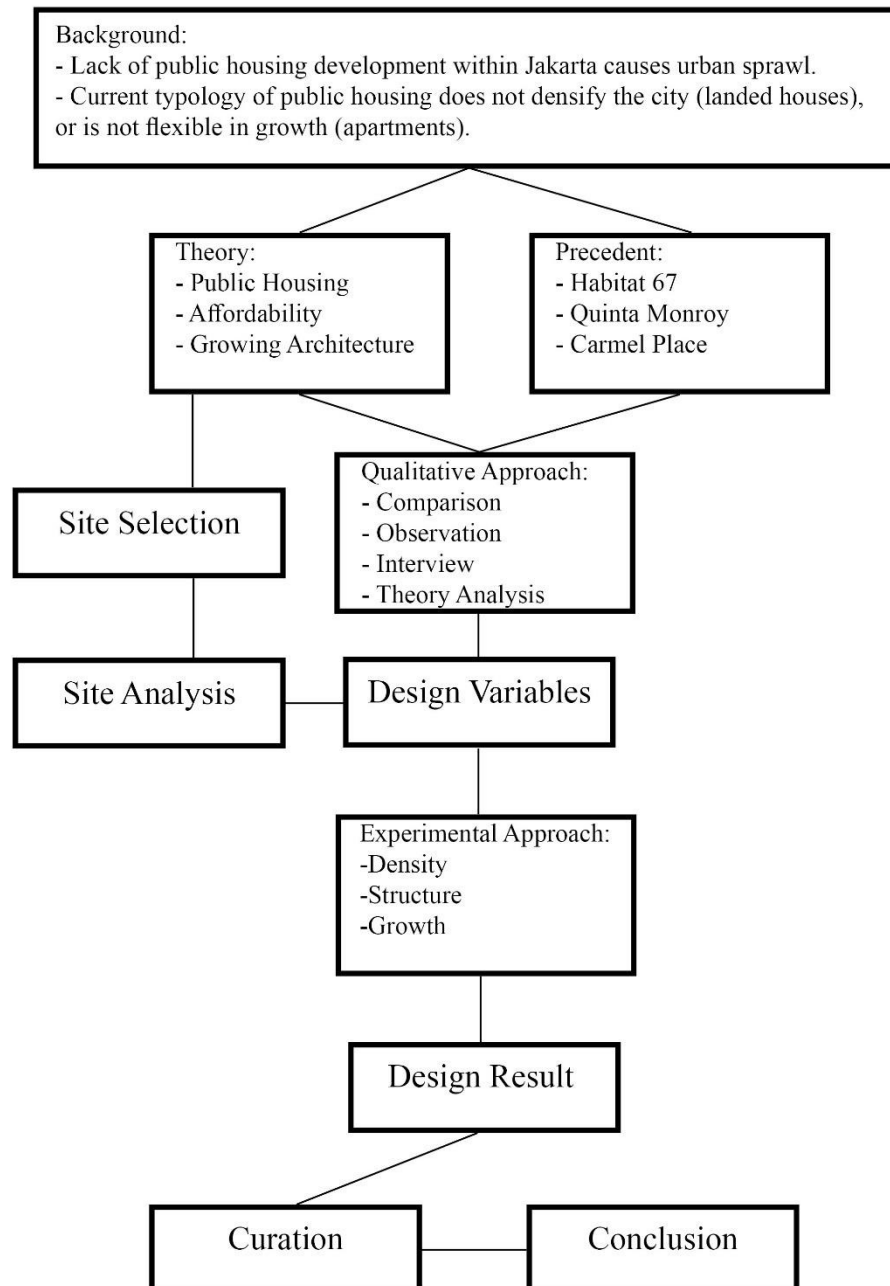 Background:
- Lack of public housing development within Jakarta causes urban sprawl.
- Current typology of public housing does not densify the city (landed houses),
or is not flexible in growth (apartments).
Theory:
- Public Housing
- Affordability
- Growing Architecture
Precedent:
- Habitat 67
- Quinta Monroy
- Carmel Place
Qualitative Approach:
- Comparison
- Observation
- Interview
- Theory Analysis
Site Selection
Site Analysis
Design Variables
Experimental Approach:
-Density
-Structure
-Growth
Design Result
Curation
Conclusion